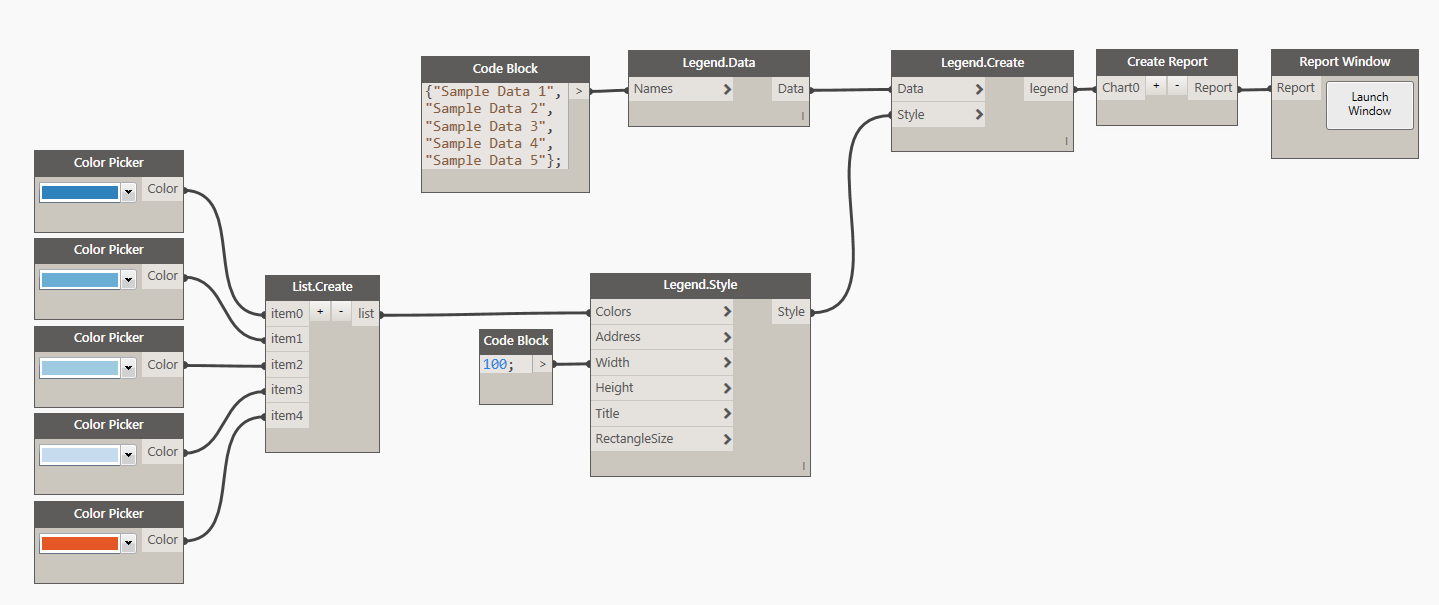 Code Block
{"Sample Data 1",
"Sample Data 2",
"Sample Data 3",
"Sample Data 4",
"Sample Data 5"};
>
Legend.Data
Names >
Data
l
Legend.Create
Data >
Style >
legend
l
Create Report
Chart0 + - Report
Report Window
Report
Launch
Window
Color Picker
Color
Color Picker
Color
Color Picker
Color
Color Picker
Color
Color Picker
Color
List.Create
item0 + - list
item1
item2
item3
item4
Code Block
100; >
Legend.Style
Colors >
Address >
Width >
Height >
Title >
RectangleSize >
Style
l